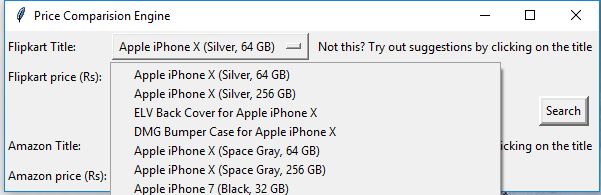 Price Comparision Engine
Flipkart Title: Apple iPhone X (Silver, 64 GB) Not this? Try out suggestions by clicking on the title
Flipkart price (Rs):
Apple iPhone X (Silver, 64 GB)
Apple iPhone X (Silver, 256 GB)
ELV Back Cover for Apple iPhone X
Search
DMG Bumper Case for Apple iPhone X
Amazon Title: Apple iPhone X (Space Gray, 64 GB) clicking on the title
Apple iPhone X (Space Gray, 256 GB)
Amazon price (Rs):
Apple iPhone 7 (Black, 32 GB)